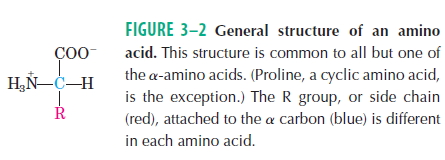 FIGURE 3–2 General structure of an amino
acid. This structure is common to all but one of
the α-amino acids. (Proline, a cyclic amino acid,
is the exception.) The R group, or side chain
(red), attached to the α carbon (blue) is different
in each amino acid.
COO⁻
H₃N⁺–C–H
R